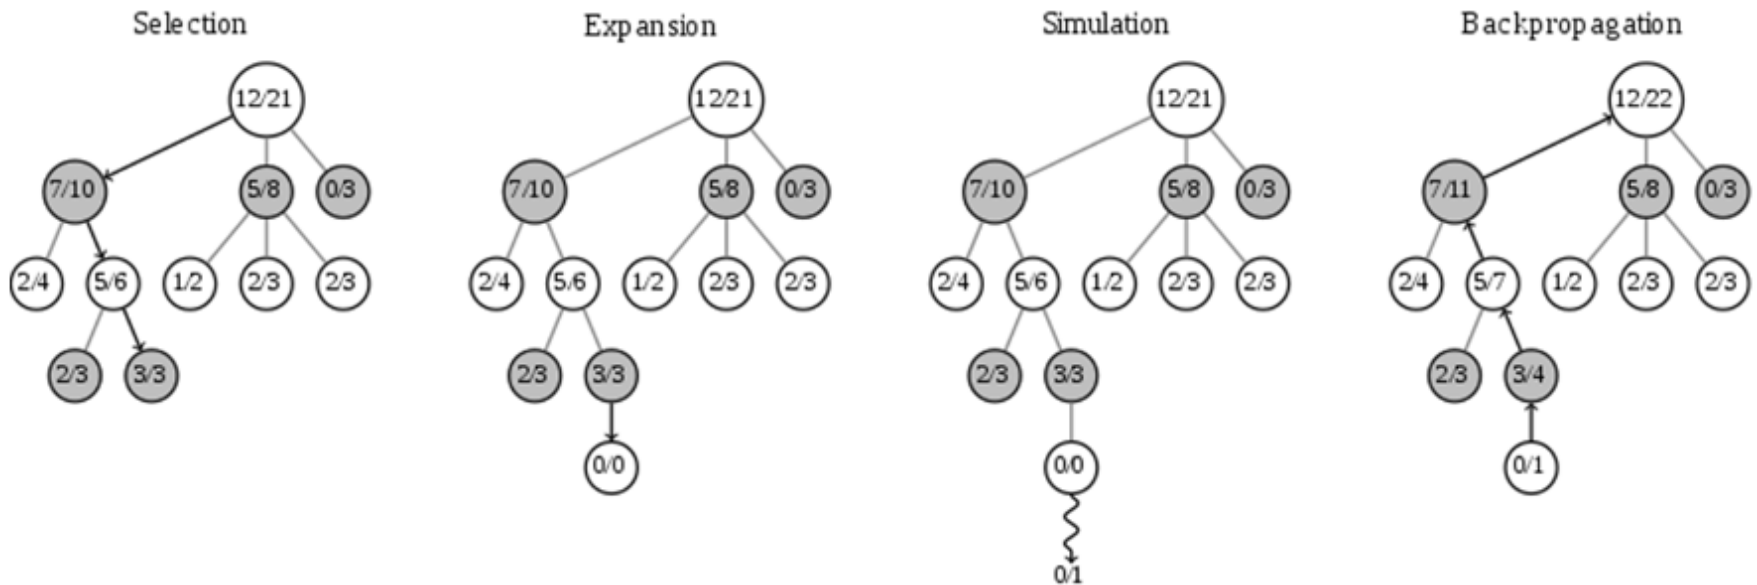 Selection Expansion Simulation Backpropagation
12/21 12/21 12/21 12/22
7/10 5/8 0/3 7/10 5/8 0/3 7/10 5/8 0/3 7/11 5/8 0/3
2/4 5/6 1/2 2/3 2/3 2/4 5/6 1/2 2/3 2/3 2/4 5/6 1/2 2/3 2/3 2/4 5/7 1/2 2/3 2/3
2/3 3/3 2/3 3/3 2/3 3/3 2/3 3/4
0/0 0/0 0/1
0/1